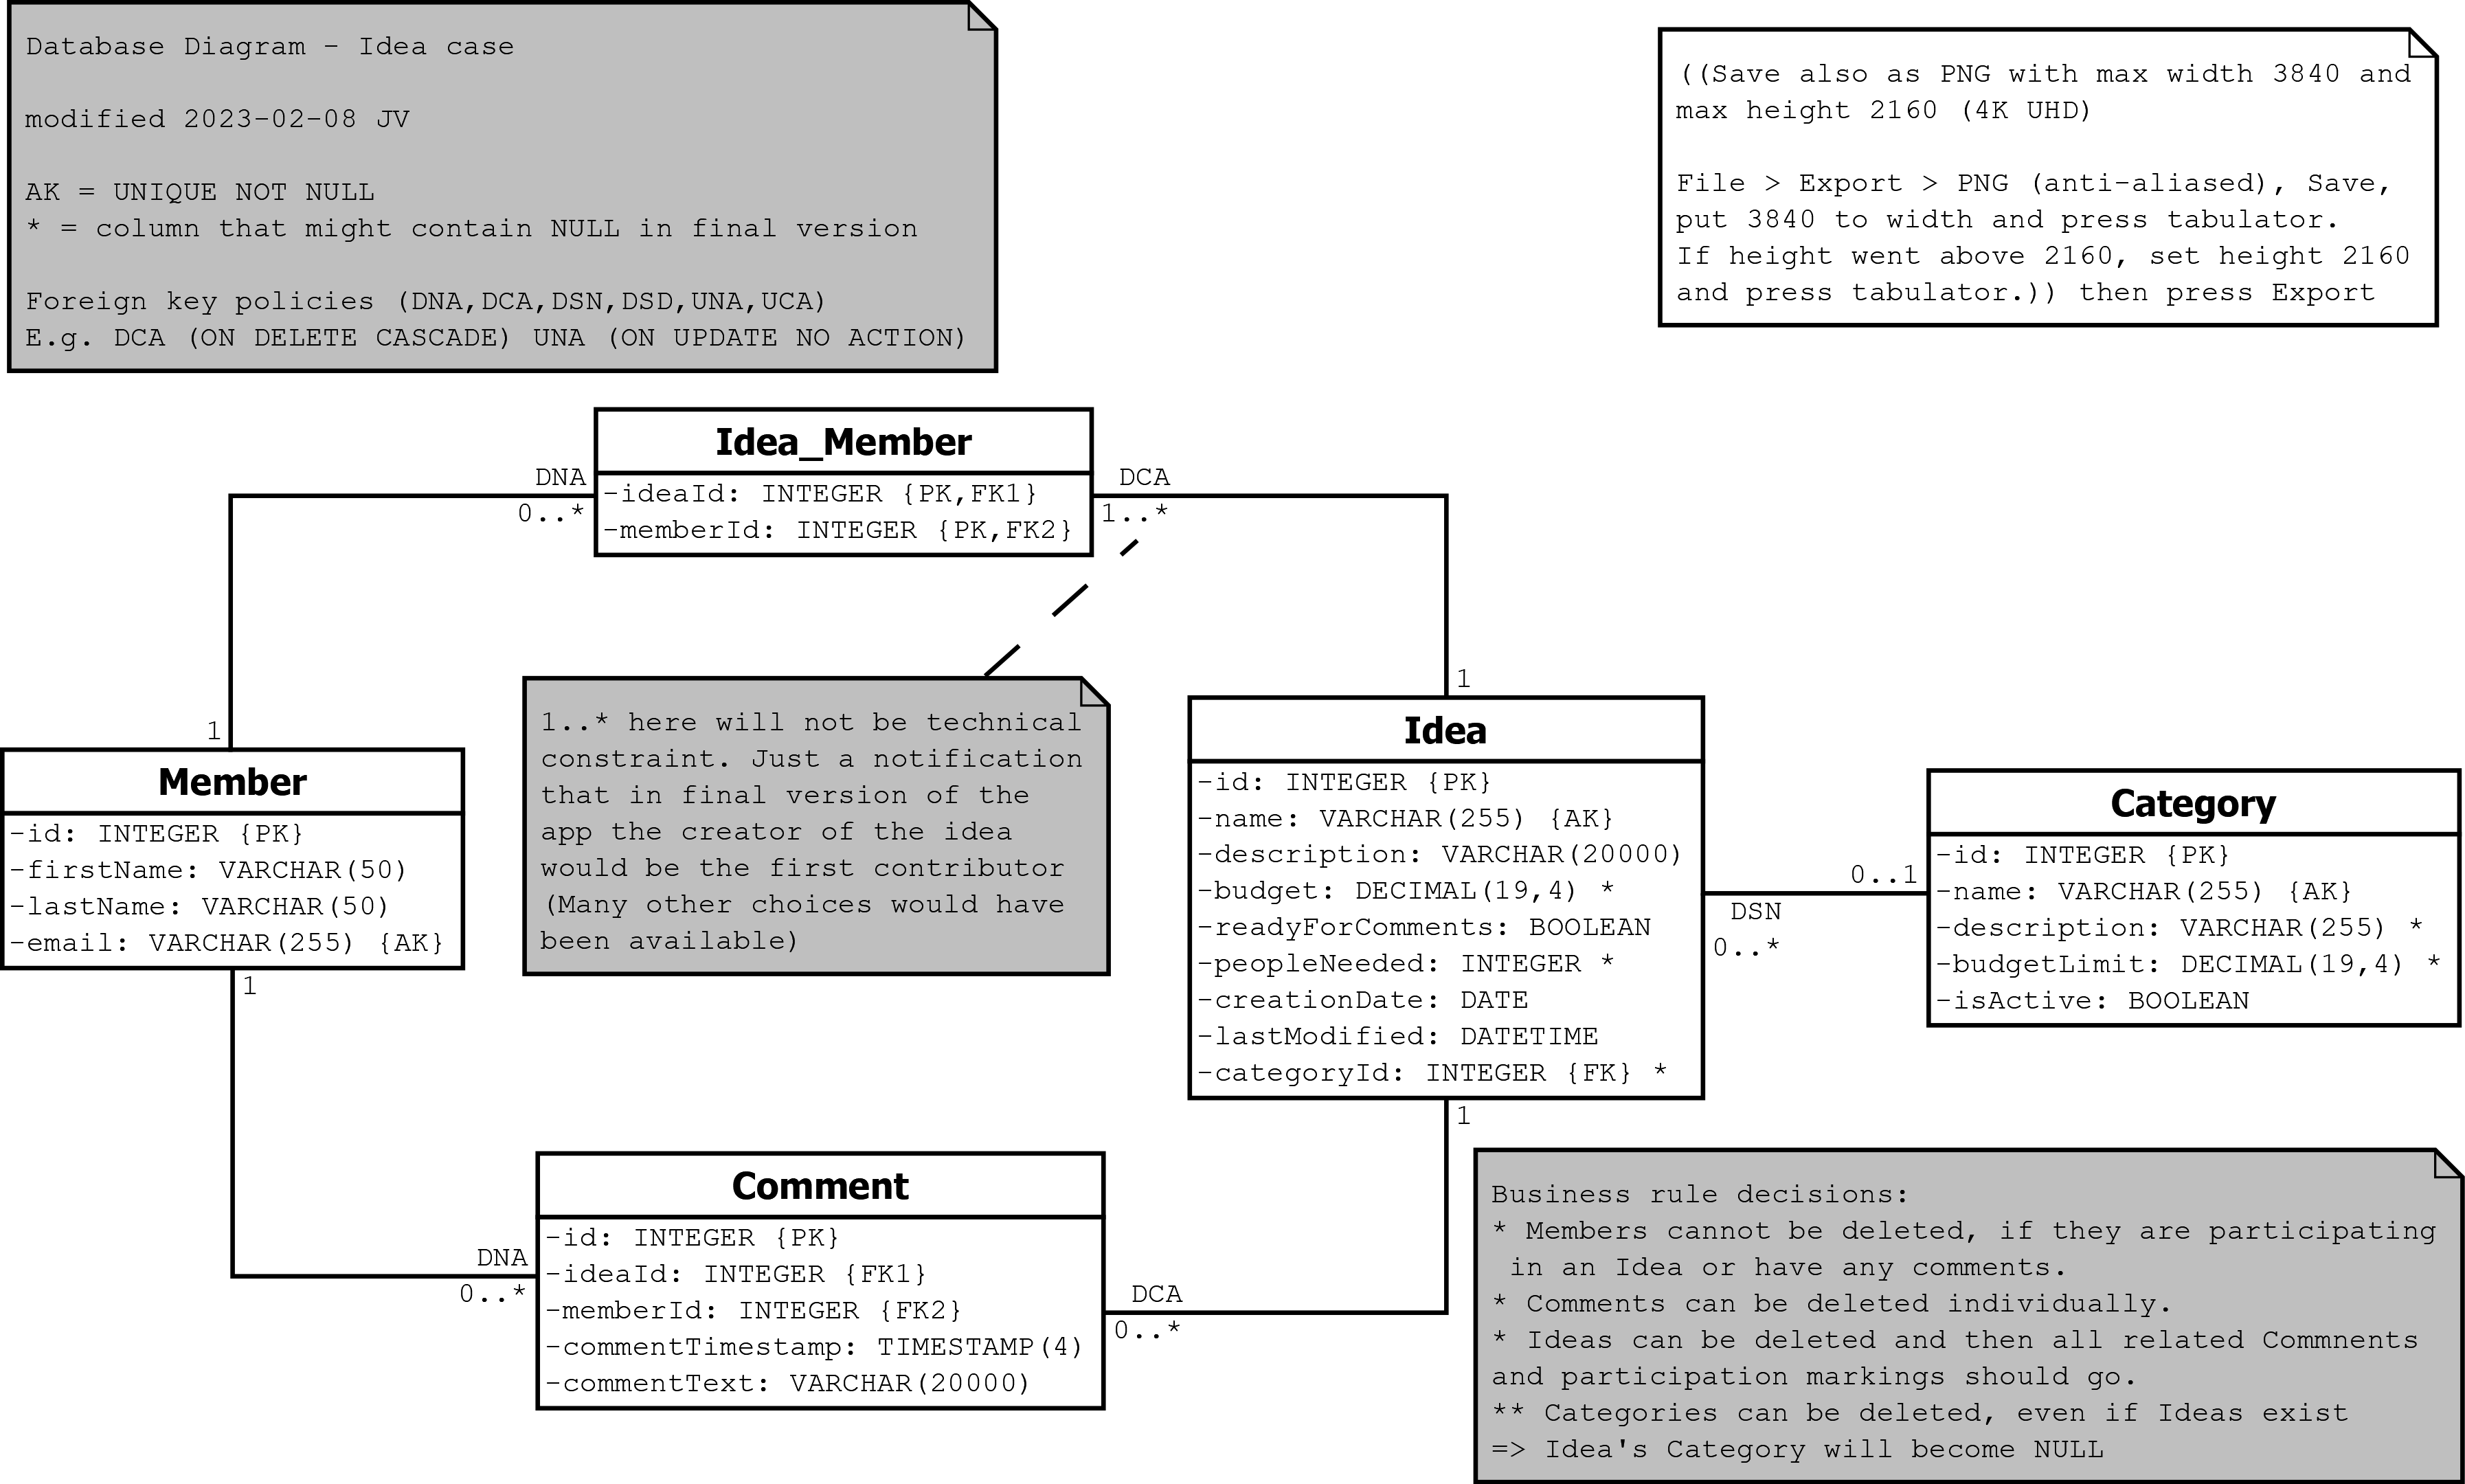 Database Diagram - Idea case
modified 2023-02-08 JV
AK = UNIQUE NOT NULL
* = column that might contain NULL in final version
Foreign key policies (DNA,DCA,DSN,DSD,UNA,UCA)
E.g. DCA (ON DELETE CASCADE) UNA (ON UPDATE NO ACTION)
((Save also as PNG with max width 3840 and
max height 2160 (4K UHD)
File > Export > PNG (anti-aliased), Save,
put 3840 to width and press tabulator.
If height went above 2160, set height 2160
and press tabulator.)) then press Export
Idea_Member
-ideaId: INTEGER {PK,FK1}
-memberId: INTEGER {PK,FK2}
DNA
0..*
DCA
1..*
1
1
1..* here will not be technical
constraint. Just a notification
that in final version of the
app the creator of the idea
would be the first contributor
(Many other choices would have
been available)
Member
-id: INTEGER {PK}
-firstName: VARCHAR(50)
-lastName: VARCHAR(50)
-email: VARCHAR(255) {AK}
1
Idea
-id: INTEGER {PK}
-name: VARCHAR(255) {AK}
-description: VARCHAR(20000)
-budget: DECIMAL(19,4) *
-readyForComments: BOOLEAN
-peopleNeeded: INTEGER *
-creationDate: DATE
-lastModified: DATETIME
-categoryId: INTEGER {FK} *
1
0..1
DSN
0..*
Category
-id: INTEGER {PK}
-name: VARCHAR(255) {AK}
-description: VARCHAR(255) *
-budgetLimit: DECIMAL(19,4) *
-isActive: BOOLEAN
Comment
-id: INTEGER {PK}
-ideaId: INTEGER {FK1}
-memberId: INTEGER {FK2}
-commentTimestamp: TIMESTAMP(4)
-commentText: VARCHAR(20000)
DNA
0..*
DCA
0..*
Business rule decisions:
* Members cannot be deleted, if they are participating
in an Idea or have any comments.
* Comments can be deleted individually.
* Ideas can be deleted and then all related Commnents
and participation markings should go.
** Categories can be deleted, even if Ideas exist
=> Idea's Category will become NULL